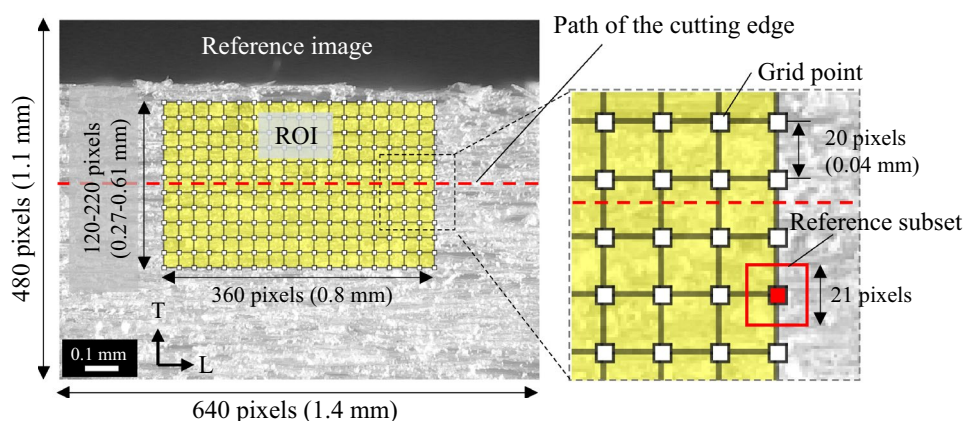 Reference image
Path of the cutting edge
Grid point
ROI
20 pixels
(0.04 mm)
480 pixels (1.1 mm)
120-220 pixels
(0.27-0.61 mm)
Reference subset
360 pixels (0.8 mm)
21 pixels
T
L
0.1 mm
640 pixels (1.4 mm)